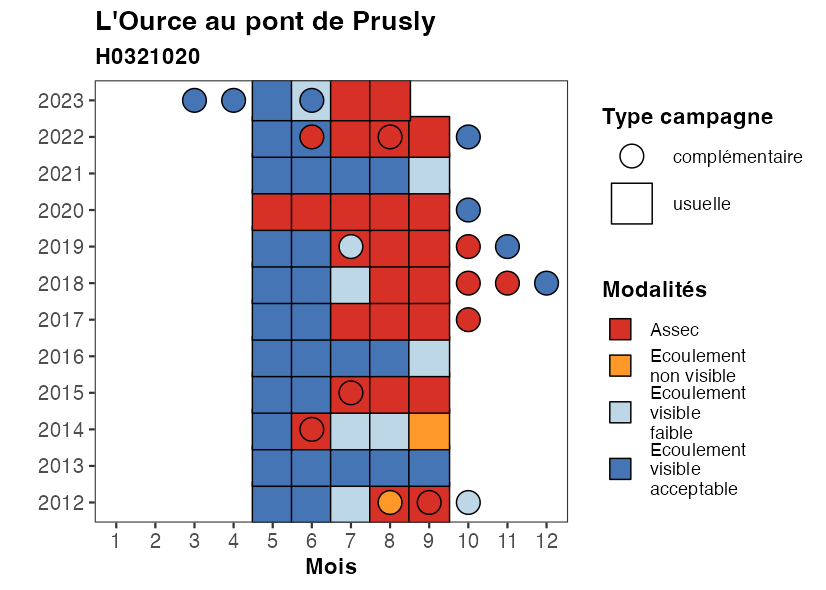 L'Ource au pont de Prusly
H0321020
2023
2022
2021
2020
2019
2018
2017
2016
2015
2014
2013
2012
1 2 3 4 5 6 7 8 9 10 11 12
Mois
Type campagne
complémentaire
usuelle
Modalités
Assec
Ecoulement
non visible
Ecoulement
visible
faible
Ecoulement
visible
acceptable